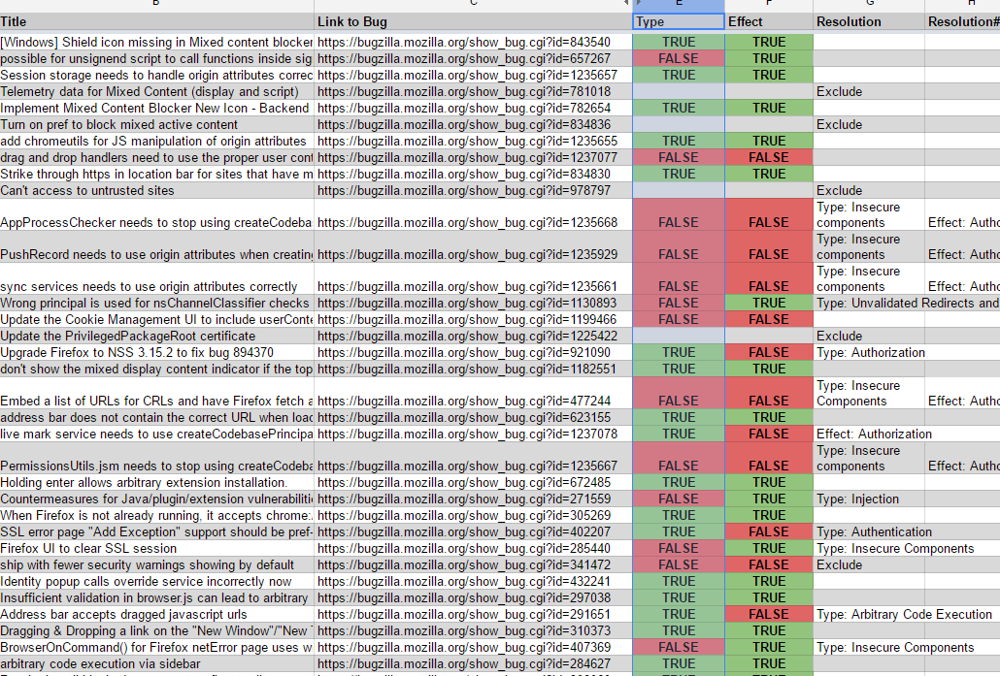 B C E F G H
Title Link to Bug Type Effect Resolution Resolution#
[Windows] Shield icon missing in Mixed content blocker https://bugzilla.mozilla.org/show_bug.cgi?id=843540 TRUE TRUE
possible for unsignend script to call functions inside sig https://bugzilla.mozilla.org/show_bug.cgi?id=657267 FALSE TRUE
Session storage needs to handle origin attributes correc https://bugzilla.mozilla.org/show_bug.cgi?id=1235657 TRUE TRUE
Telemetry data for Mixed Content (display and script) https://bugzilla.mozilla.org/show_bug.cgi?id=781018 Exclude
Implement Mixed Content Blocker New Icon - Backend https://bugzilla.mozilla.org/show_bug.cgi?id=782654 TRUE TRUE
Turn on pref to block mixed active content https://bugzilla.mozilla.org/show_bug.cgi?id=834836 Exclude
add chromeutils for JS manipulation of origin attributes https://bugzilla.mozilla.org/show_bug.cgi?id=1235655 TRUE TRUE
drag and drop handlers need to use the proper user cont https://bugzilla.mozilla.org/show_bug.cgi?id=1237077 FALSE FALSE
Strike through https in location bar for sites that have m https://bugzilla.mozilla.org/show_bug.cgi?id=834830 TRUE TRUE
Can't access to untrusted sites https://bugzilla.mozilla.org/show_bug.cgi?id=978797 Exclude
Type: Insecure
AppProcessChecker needs to stop using createCodeba https://bugzilla.mozilla.org/show_bug.cgi?id=1235668 FALSE FALSE components Effect: Autho
Type: Insecure
PushRecord needs to use origin attributes when creating https://bugzilla.mozilla.org/show_bug.cgi?id=1235929 FALSE FALSE components Effect: Autho
Type: Insecure
sync services needs to use origin attributes correctly https://bugzilla.mozilla.org/show_bug.cgi?id=1235661 FALSE FALSE components Effect: Autho
Wrong principal is used for nsChannelClassifier checks https://bugzilla.mozilla.org/show_bug.cgi?id=1130893 FALSE TRUE Type: Unvalidated Redirects and
Update the Cookie Management UI to include userConte https://bugzilla.mozilla.org/show_bug.cgi?id=1199466 FALSE FALSE
Update the PrivilegedPackageRoot certificate https://bugzilla.mozilla.org/show_bug.cgi?id=1225422 Exclude
Upgrade Firefox to NSS 3.15.2 to fix bug 894370 https://bugzilla.mozilla.org/show_bug.cgi?id=921090 TRUE FALSE Type: Authorization
don't show the mixed display content indicator if the top https://bugzilla.mozilla.org/show_bug.cgi?id=1182551 TRUE TRUE
Type: Insecure
Embed a list of URLs for CRLs and have Firefox fetch a https://bugzilla.mozilla.org/show_bug.cgi?id=477244 FALSE FALSE Components Effect: Autho
address bar does not contain the correct URL when load https://bugzilla.mozilla.org/show_bug.cgi?id=623155 TRUE TRUE
live mark service needs to use createCodebasePrincipa https://bugzilla.mozilla.org/show_bug.cgi?id=1237078 TRUE FALSE Effect: Authorization
Type: Insecure
PermissionsUtils.jsm needs to stop using createCodeba https://bugzilla.mozilla.org/show_bug.cgi?id=1235667 FALSE FALSE components Effect: Autho
Holding enter allows arbitrary extension installation. https://bugzilla.mozilla.org/show_bug.cgi?id=672485 TRUE TRUE
Countermeasures for Java/plugin/extension vulnerabilitie https://bugzilla.mozilla.org/show_bug.cgi?id=271559 FALSE TRUE Type: Injection
When Firefox is not already running, it accepts chrome:. https://bugzilla.mozilla.org/show_bug.cgi?id=305269 TRUE TRUE
SSL error page "Add Exception" support should be pref- https://bugzilla.mozilla.org/show_bug.cgi?id=402207 TRUE FALSE Type: Authentication
Firefox UI to clear SSL session https://bugzilla.mozilla.org/show_bug.cgi?id=285440 FALSE TRUE Type: Insecure Components
ship with fewer security warnings showing by default https://bugzilla.mozilla.org/show_bug.cgi?id=341472 FALSE FALSE Exclude
Identity popup calls override service incorrectly now https://bugzilla.mozilla.org/show_bug.cgi?id=432241 TRUE TRUE
Insufficient validation in browser.js can lead to arbitrary https://bugzilla.mozilla.org/show_bug.cgi?id=297038 TRUE TRUE
Address bar accepts dragged javascript urls https://bugzilla.mozilla.org/show_bug.cgi?id=291651 TRUE FALSE Type: Arbitrary Code Execution
Dragging & Dropping a link on the "New Window"/"New https://bugzilla.mozilla.org/show_bug.cgi?id=310373 TRUE TRUE
BrowserOnCommand() for Firefox netError page uses w https://bugzilla.mozilla.org/show_bug.cgi?id=407369 FALSE TRUE Type: Insecure Components
arbitrary code execution via sidebar https://bugzilla.mozilla.org/show_bug.cgi?id=284627 TRUE TRUE